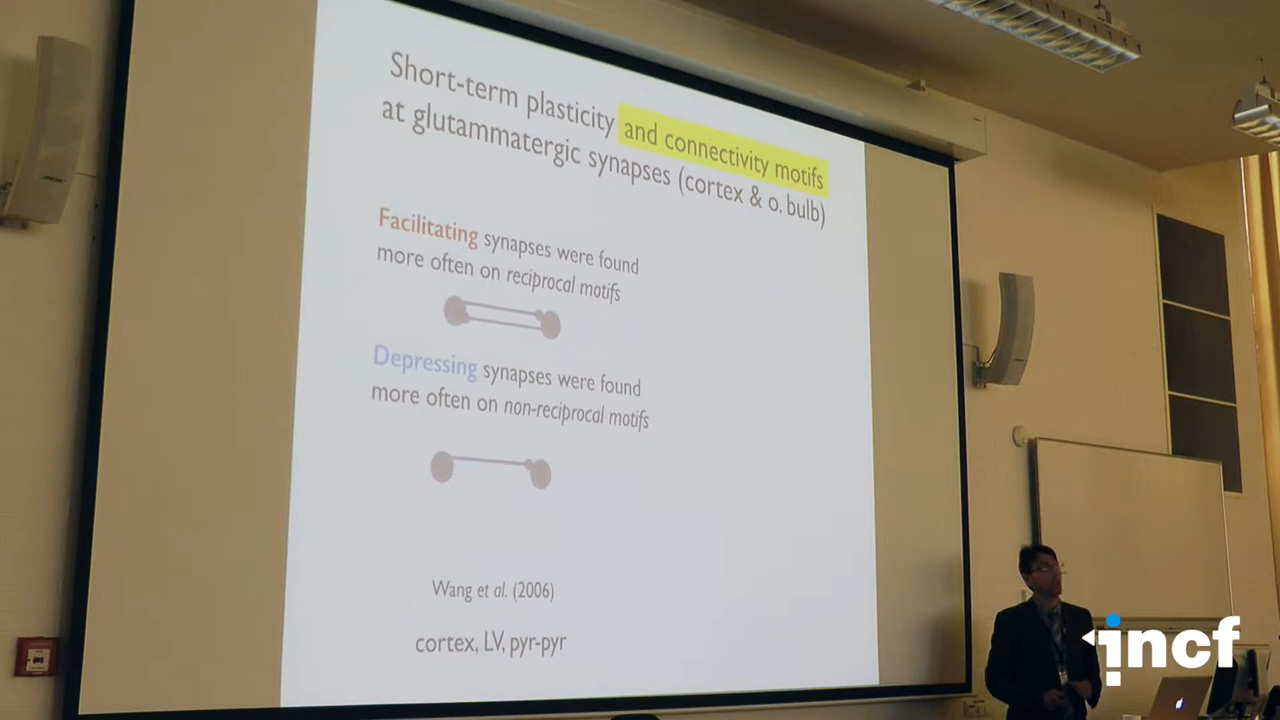 Short-term plasticity and connectivity motifs
at glutammatergic synapses (cortex & o. bulb)
Facilitating synapses were found
more often on reciprocal motifs
Depressing synapses were found
more often on non-reciprocal motifs
Wang et al. (2006)
cortex, LV, pyr-pyr
incf